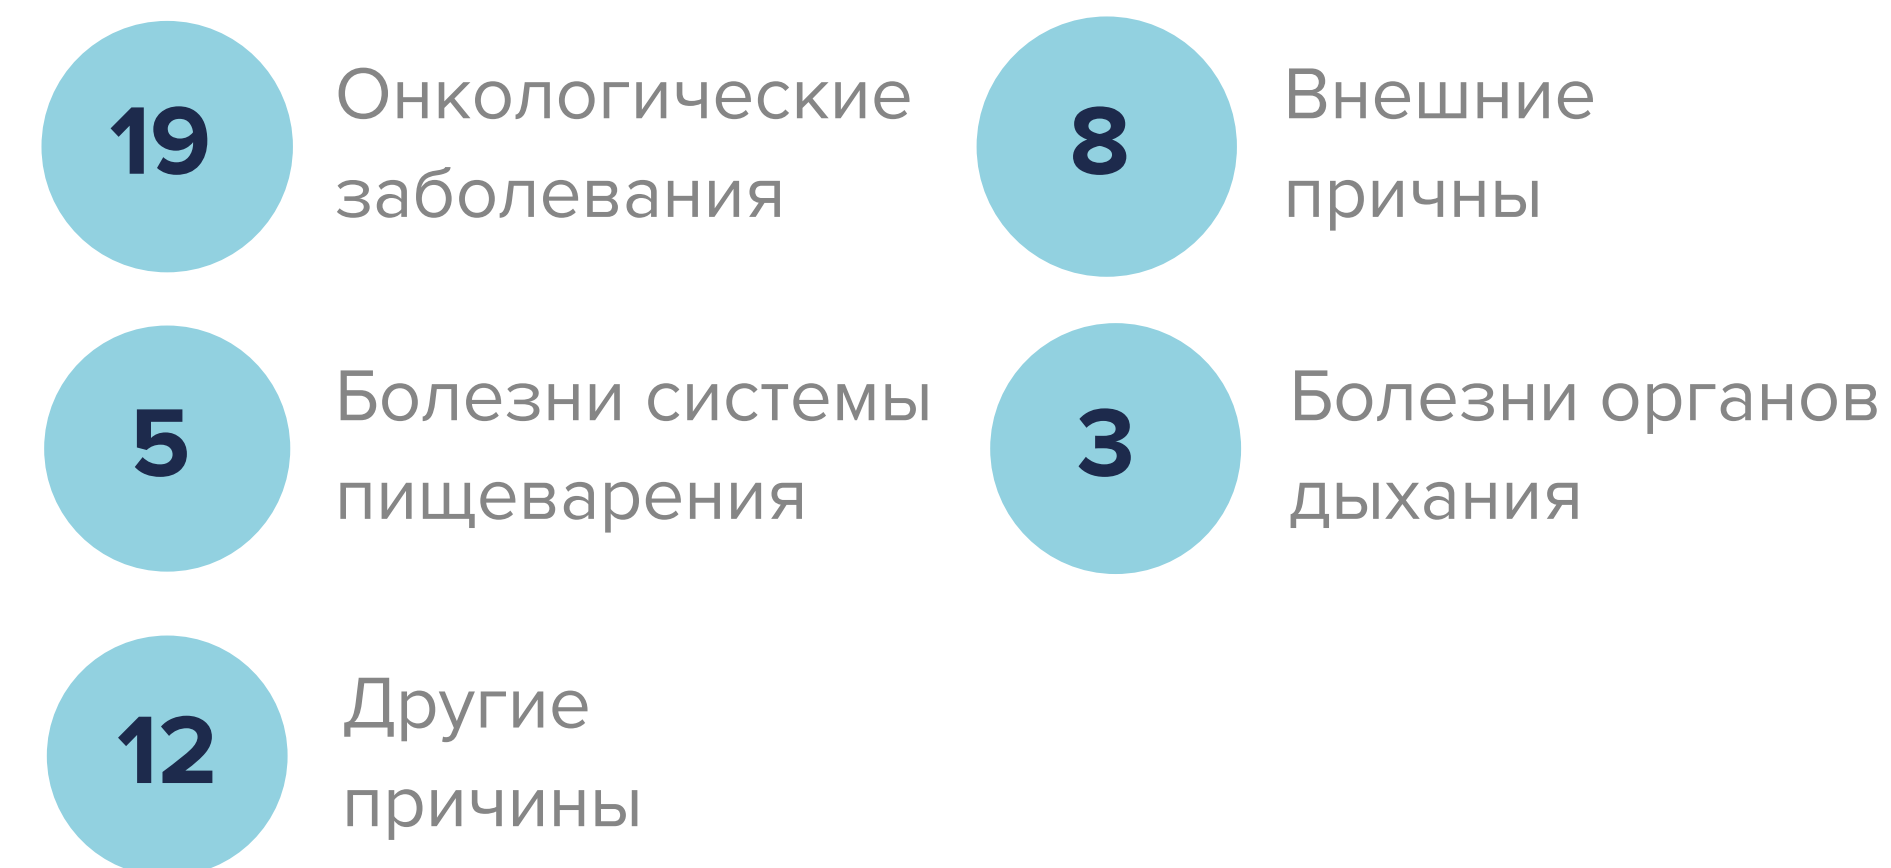 19
Онкологические
заболевания
8
Внешние
причны
5
Болезни системы
пищеварения
3
Болезни органов
дыхания
12
Другие
причины